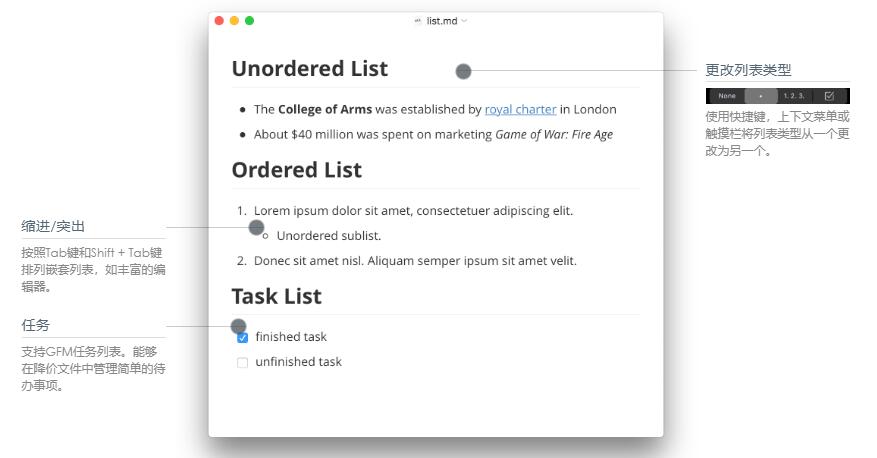 list.md
Unordered List
• The College of Arms was established by royal charter in London
• About $40 million was spent on marketing Game of War: Fire Age
Ordered List
1. Lorem ipsum dolor sit amet, consectetuer adipiscing elit.
○ Unordered sublist.
2. Donec sit amet nisl. Aliquam semper ipsum sit amet velit.
Task List
finished task
unfinished task
更改列表类型
None • 1. 2. 3.
使用快捷键，上下文菜单或
触摸栏将列表类型从一个更
改为另一个。
缩进/突出
按照Tab键和Shift + Tab键
排列嵌套列表，如丰富的编
辑器。
任务
支持GFM任务列表。能够
在降价文件中管理简单的待
办事项。